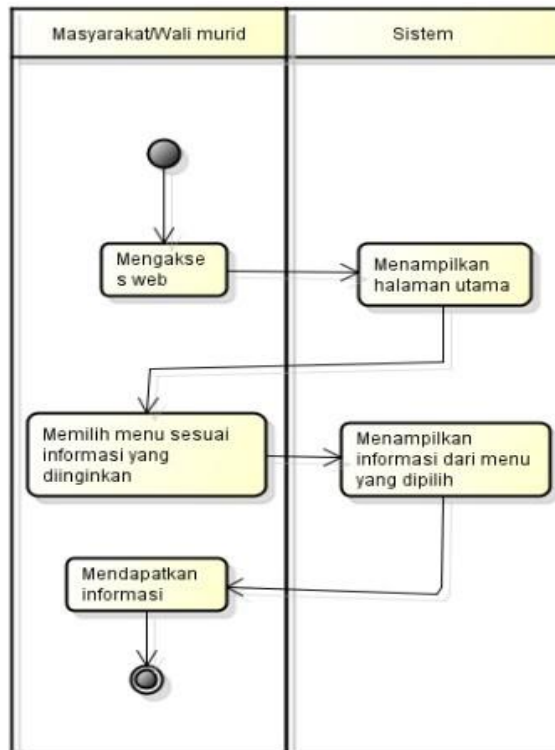 Masyarakat/Wali murid
Sistem
Mengakse
s web
Menampilkan
halaman utama
Memilih menu sesuai
informasi yang
diinginkan
Menampilkan
informasi dari menu
yang dipilih
Mendapatkan
informasi